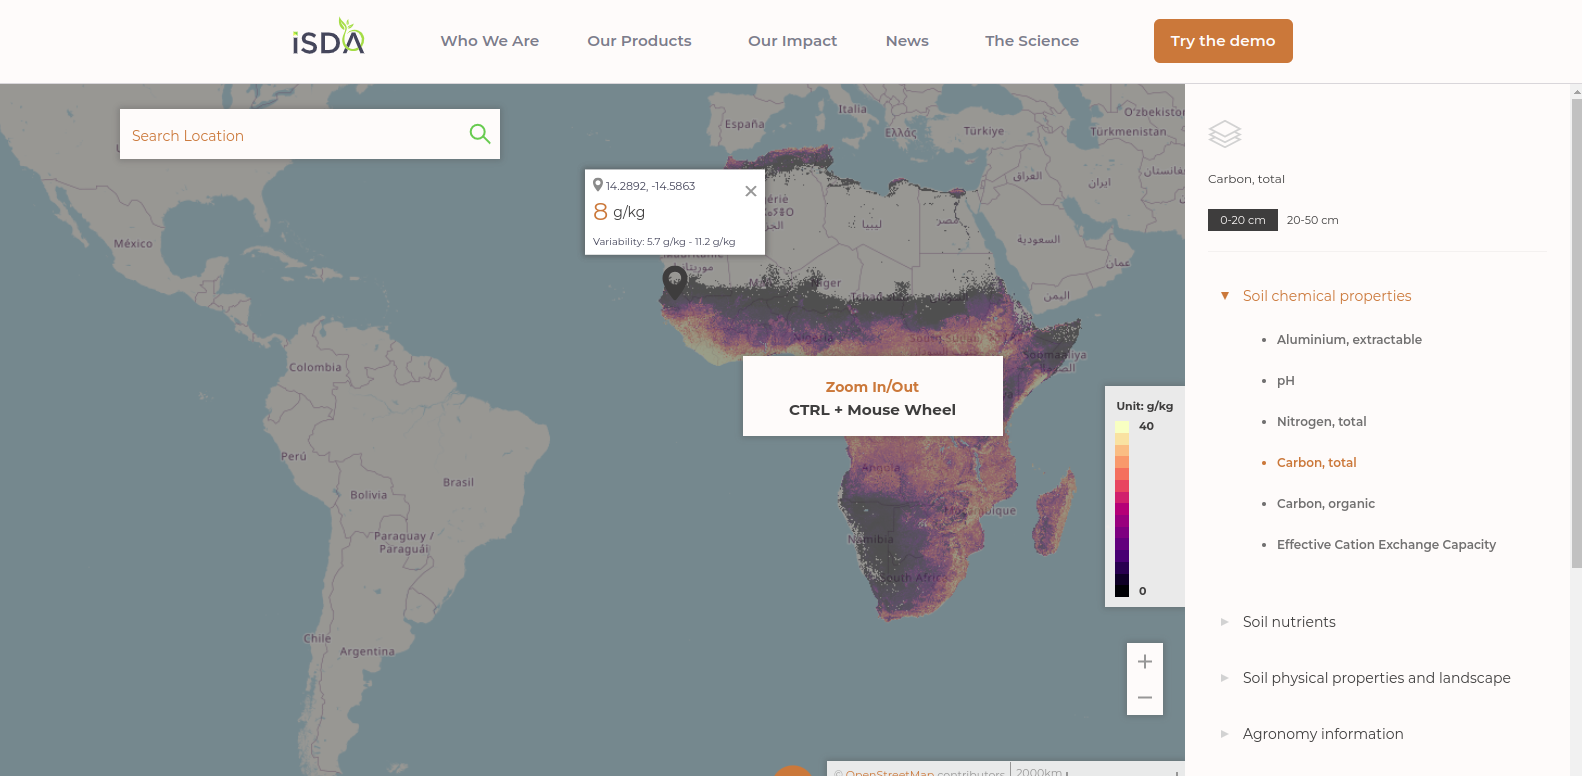 iSDA
Who We Are
Our Products
Our Impact
News
The Science
Try the demo
Search Location
14.2892, -14.5863
8 g/kg
Variability: 5.7 g/kg - 11.2 g/kg
Zoom In/Out
CTRL + Mouse Wheel
México
Colombia
Perú
Brasil
Bolivia
Paraguay /
Paraguái
Chile
Argentina
España
Italia
Ελλάς
Türkiye
O'zbekiston
Türkmenistan
العراق
ایران
ليبيا
مصر
السعودية
عمان
اليمن
موريتانيا
Niger
Nigeria
South Sudan
Soomaaliya
Angola
Moçambique
Namibia
South Africa
Unit: g/kg
40
0
+
−
© OpenStreetMap contributors
2000km
Carbon, total
0-20 cm
20-50 cm
Soil chemical properties
Aluminium, extractable
pH
Nitrogen, total
Carbon, total
Carbon, organic
Effective Cation Exchange Capacity
Soil nutrients
Soil physical properties and landscape
Agronomy information